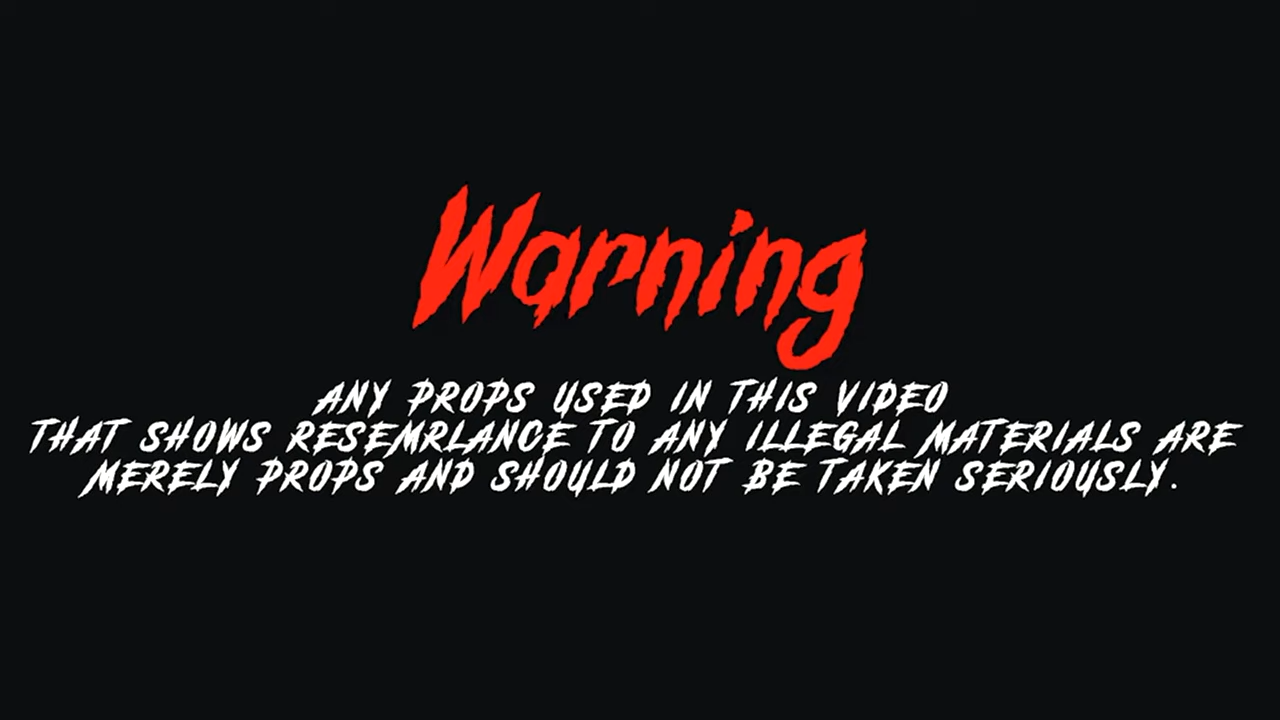 Warning
ANY PROPS USED IN THIS VIDEO
THAT SHOWS RESEMRLANCE TO ANY ILLEGAL MATERIALS ARE
MERELY PROPS AND SHOULD NOT BE TAKEN SERIOUSLY.